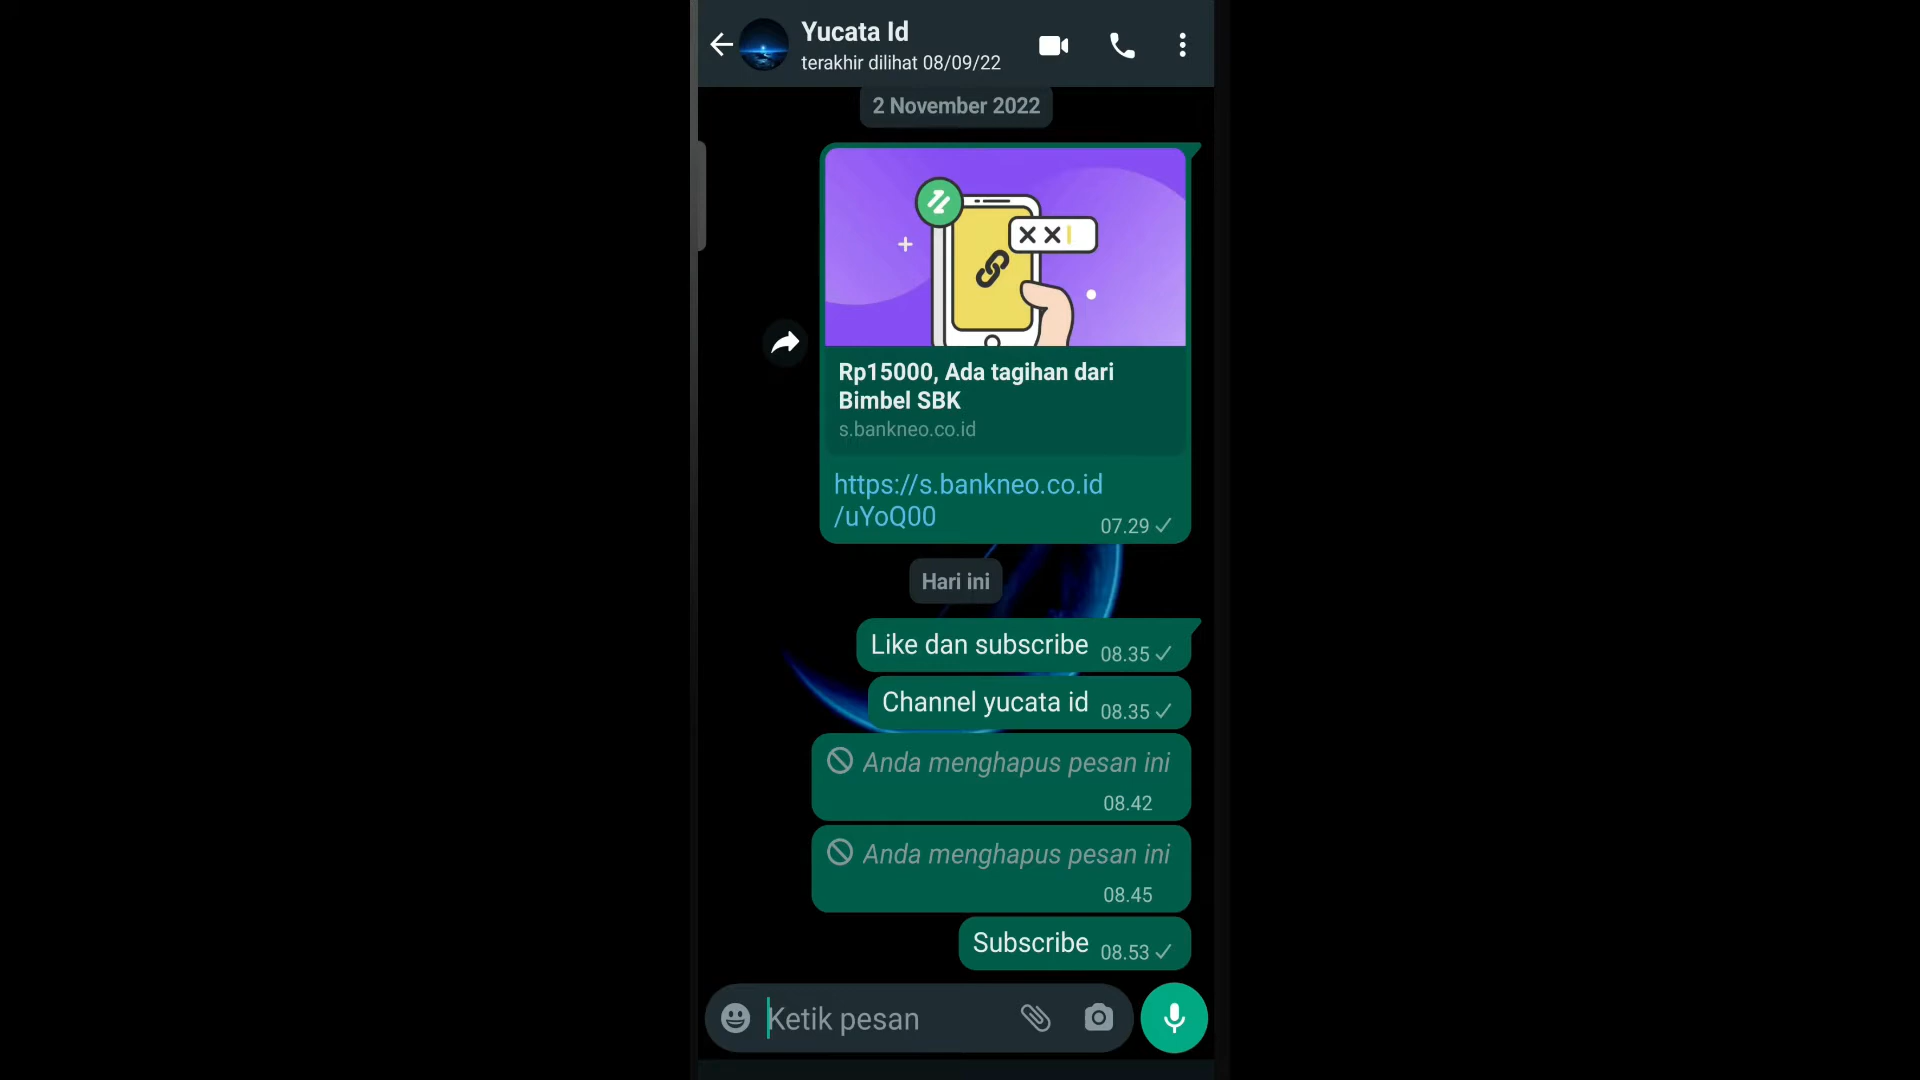 Yucata Id
terakhir dilihat 08/09/22
2 November 2022
XX
Rp15000, Ada tagihan dari
Bimbel SBK
s.bankneo.co.id
https://s.bankneo.co.id
/uYoQ00
07.29
Hari ini
Like dan subscribe 08.35
Channel yucata id 08.35
Anda menghapus pesan ini
08.42
Anda menghapus pesan ini
08.45
Subscribe 08.53
Ketik pesan